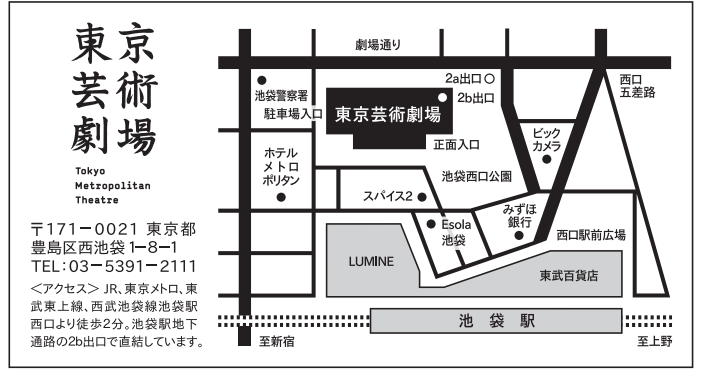 東京
芸術
劇場
Tokyo
Metropolitan
Theatre
〒171-0021 東京都
豊島区西池袋1-8-1
TEL:03-5391-2111
<アクセス> JR、東京メトロ、東
武東上線、西武池袋線池袋駅
西口より徒歩2分。池袋駅地下
通路の2b出口で直結しています。
劇場通り
2a出口
2b出口
西口
五差路
池袋警察署
駐車場入口
東京芸術劇場
正面入口
ビック
カメラ
ホテル
メトロ
ポリタン
池袋西口公園
スパイス2
みずほ
銀行
Esola
池袋
西口駅前広場
LUMINE
東武百貨店
池袋駅
至新宿
至上野